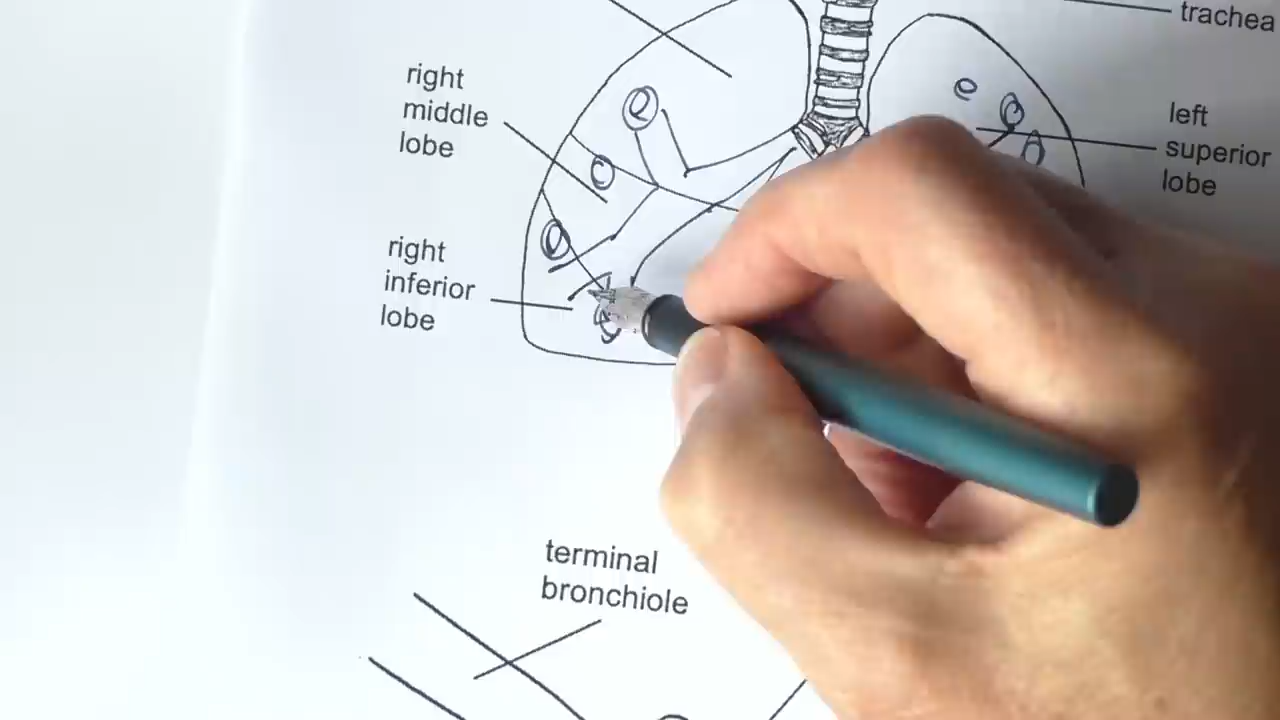 trachea
right
middle
lobe
left
superior
lobe
right
inferior
lobe
terminal
bronchiole